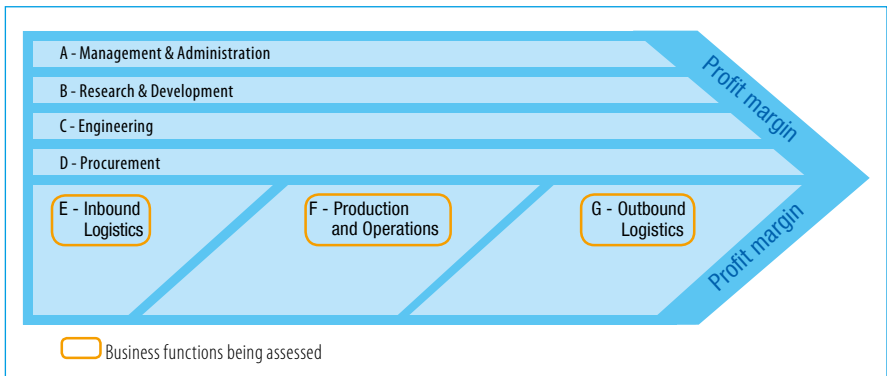 A - Management & Administration
B - Research & Development
C - Engineering
D - Procurement
Profit margin
E - Inbound
Logistics
F - Production
and Operations
G - Outbound
Logistics
Profit margin
Business functions being assessed